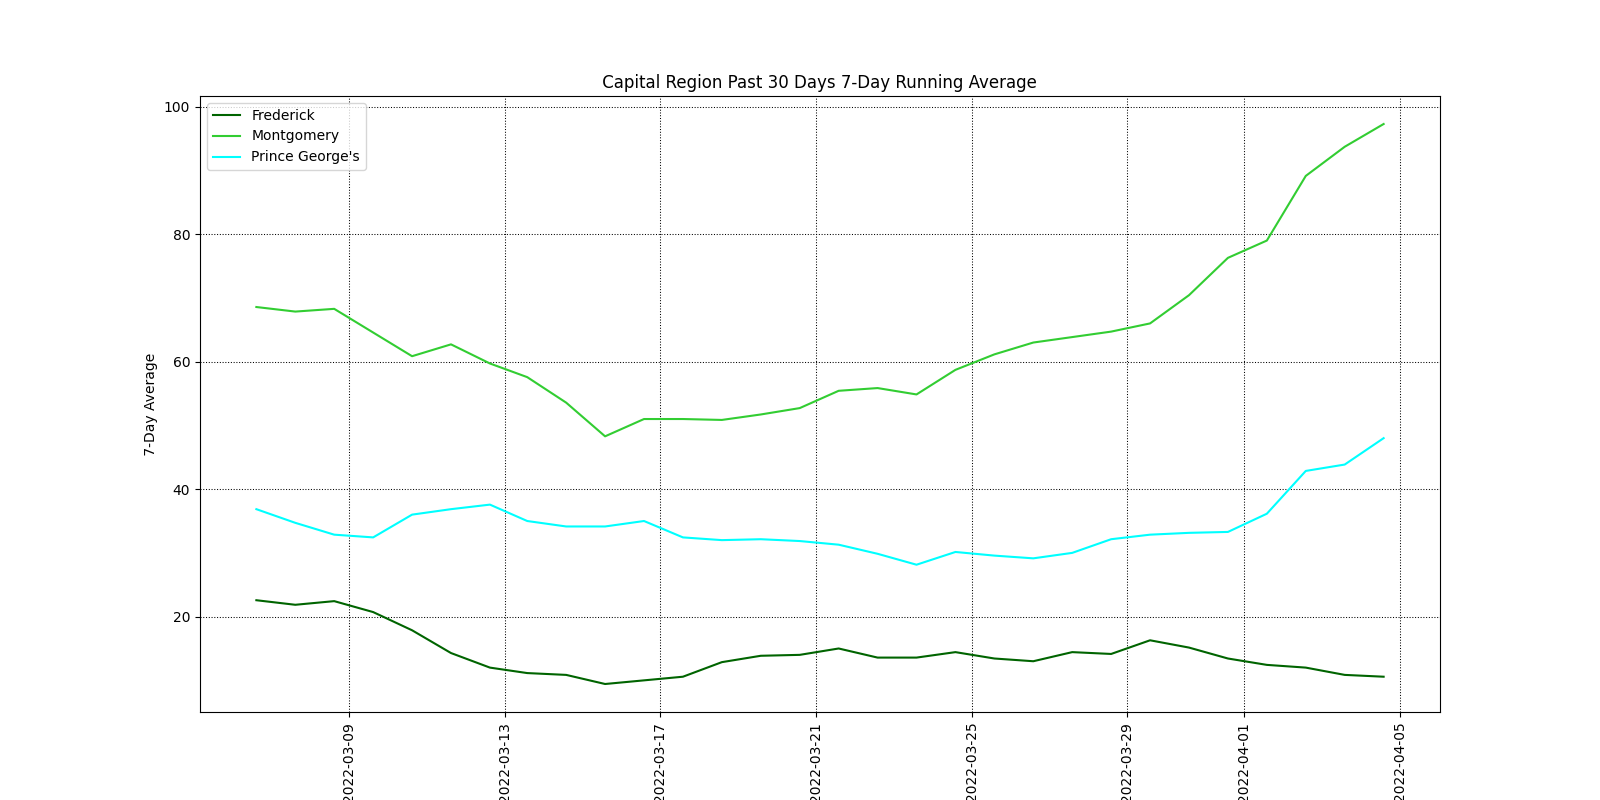 Capital Region Past 30 Days 7-Day Running Average
Frederick
Montgomery
Prince George's
100
80
60
40
20
7-Day Average
2022-03-09
2022-03-13
2022-03-17
2022-03-21
2022-03-25
2022-03-29
2022-04-01
2022-04-05